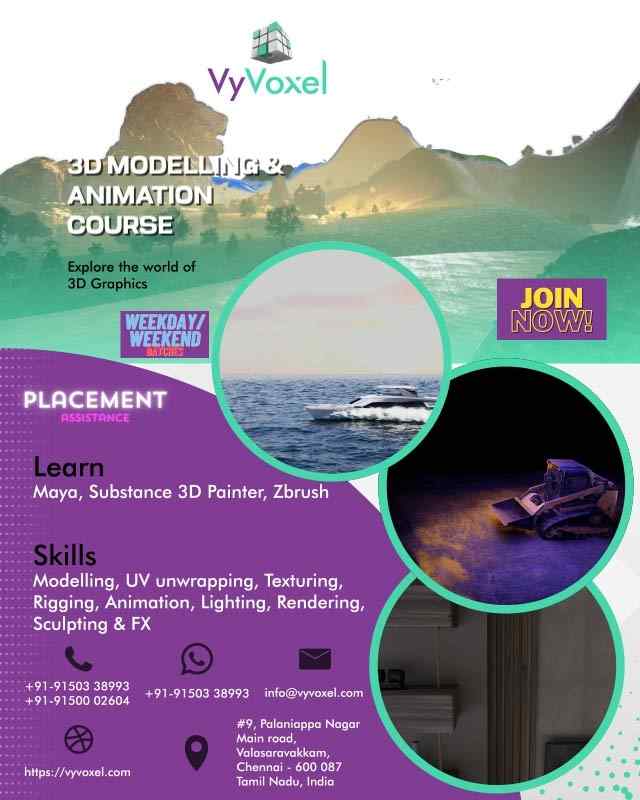 VyVoxel
3D MODELLING &
ANIMATION
COURSE
Explore the world of
3D Graphics
JOIN
NOW!
WEEKDAY/
WEEKEND
BATCHES
PLACEMENT
ASSISTANCE
Learn
Maya, Substance 3D Painter, Zbrush
Skills
Modelling, UV unwrapping, Texturing,
Rigging, Animation, Lighting, Rendering,
Sculpting & FX
+91-91503 38993
+91-91500 02604
+91-91503 38993
info@vyvoxel.com
https://vyvoxel.com
#9, Palaniappa Nagar
Main road,
Valasaravakkam,
Chennai - 600 087
Tamil Nadu, India